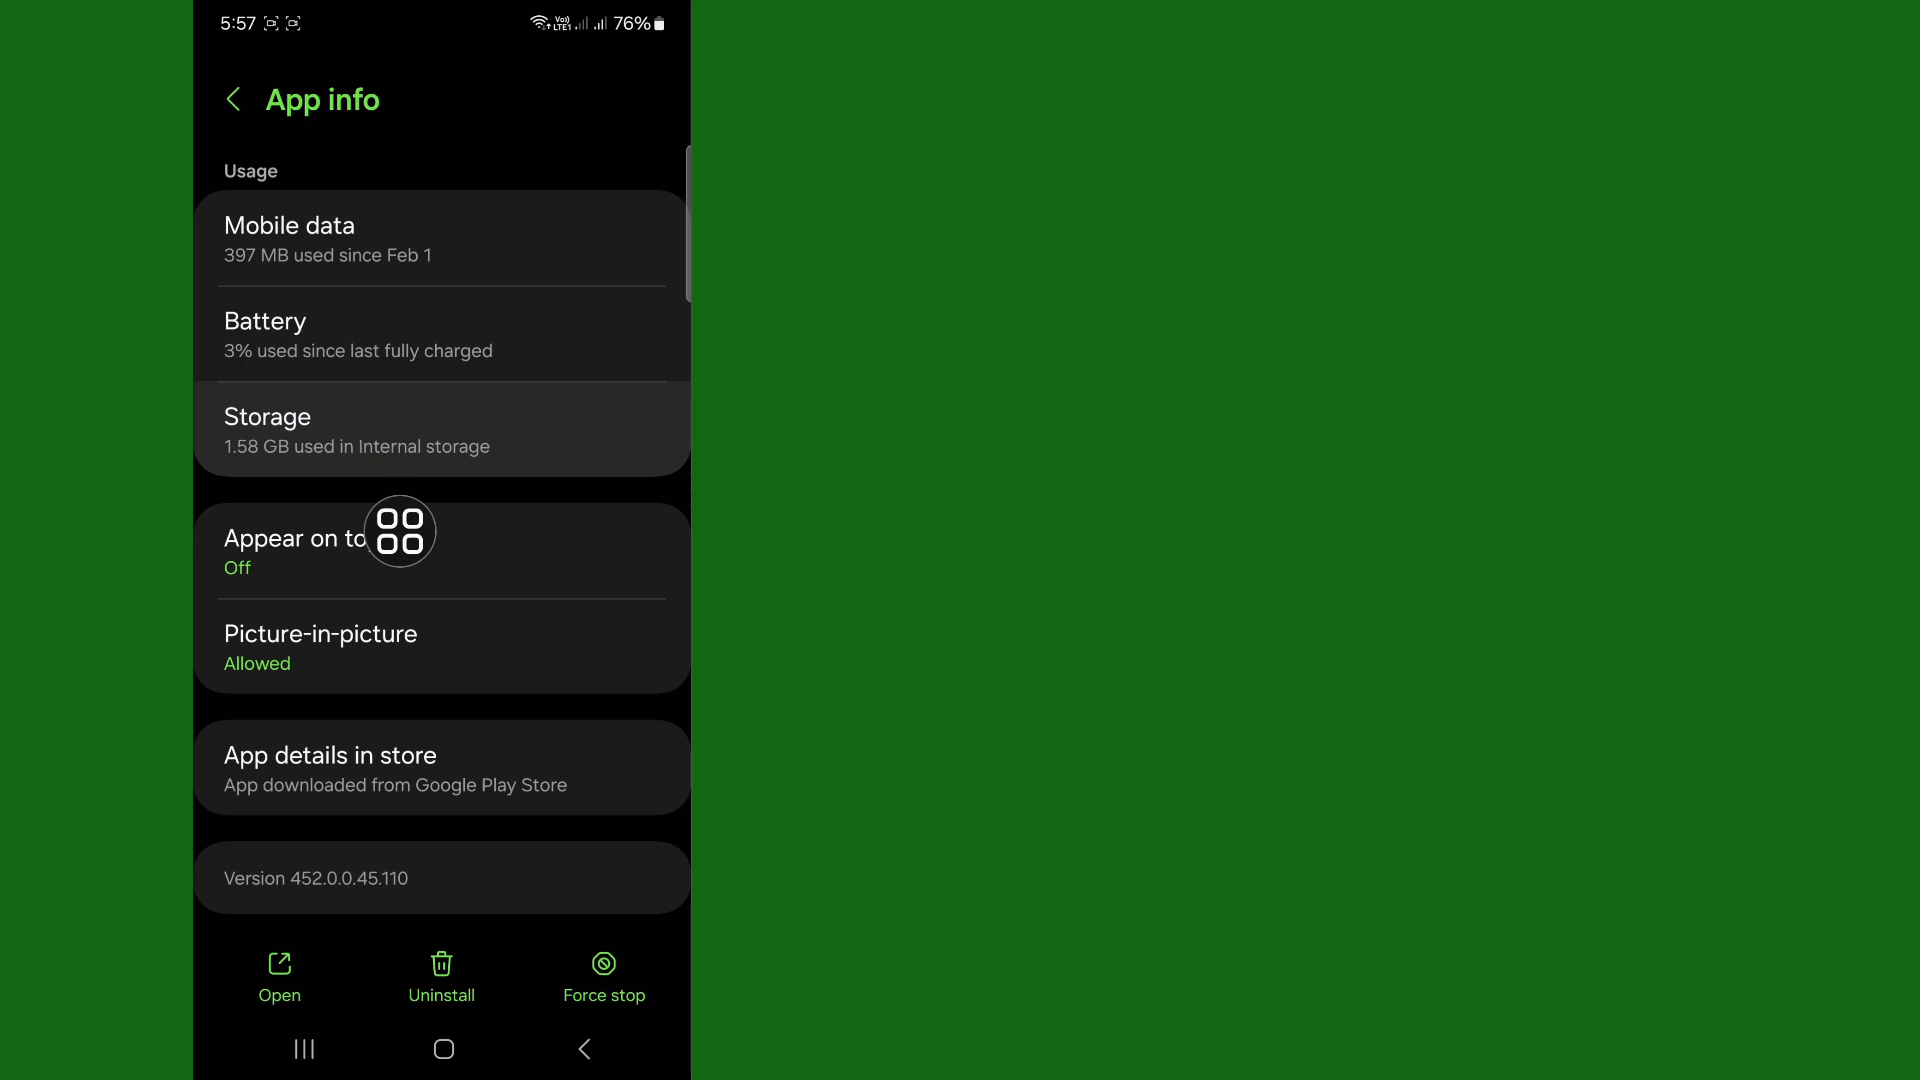 5:57
Vo)) LTE1 76%
App info
Usage
Mobile data
397 MB used since Feb 1
Battery
3% used since last fully charged
Storage
1.58 GB used in Internal storage
Appear on to
Off
Picture-in-picture
Allowed
App details in store
App downloaded from Google Play Store
Version 452.0.0.45.110
Open Uninstall Force stop